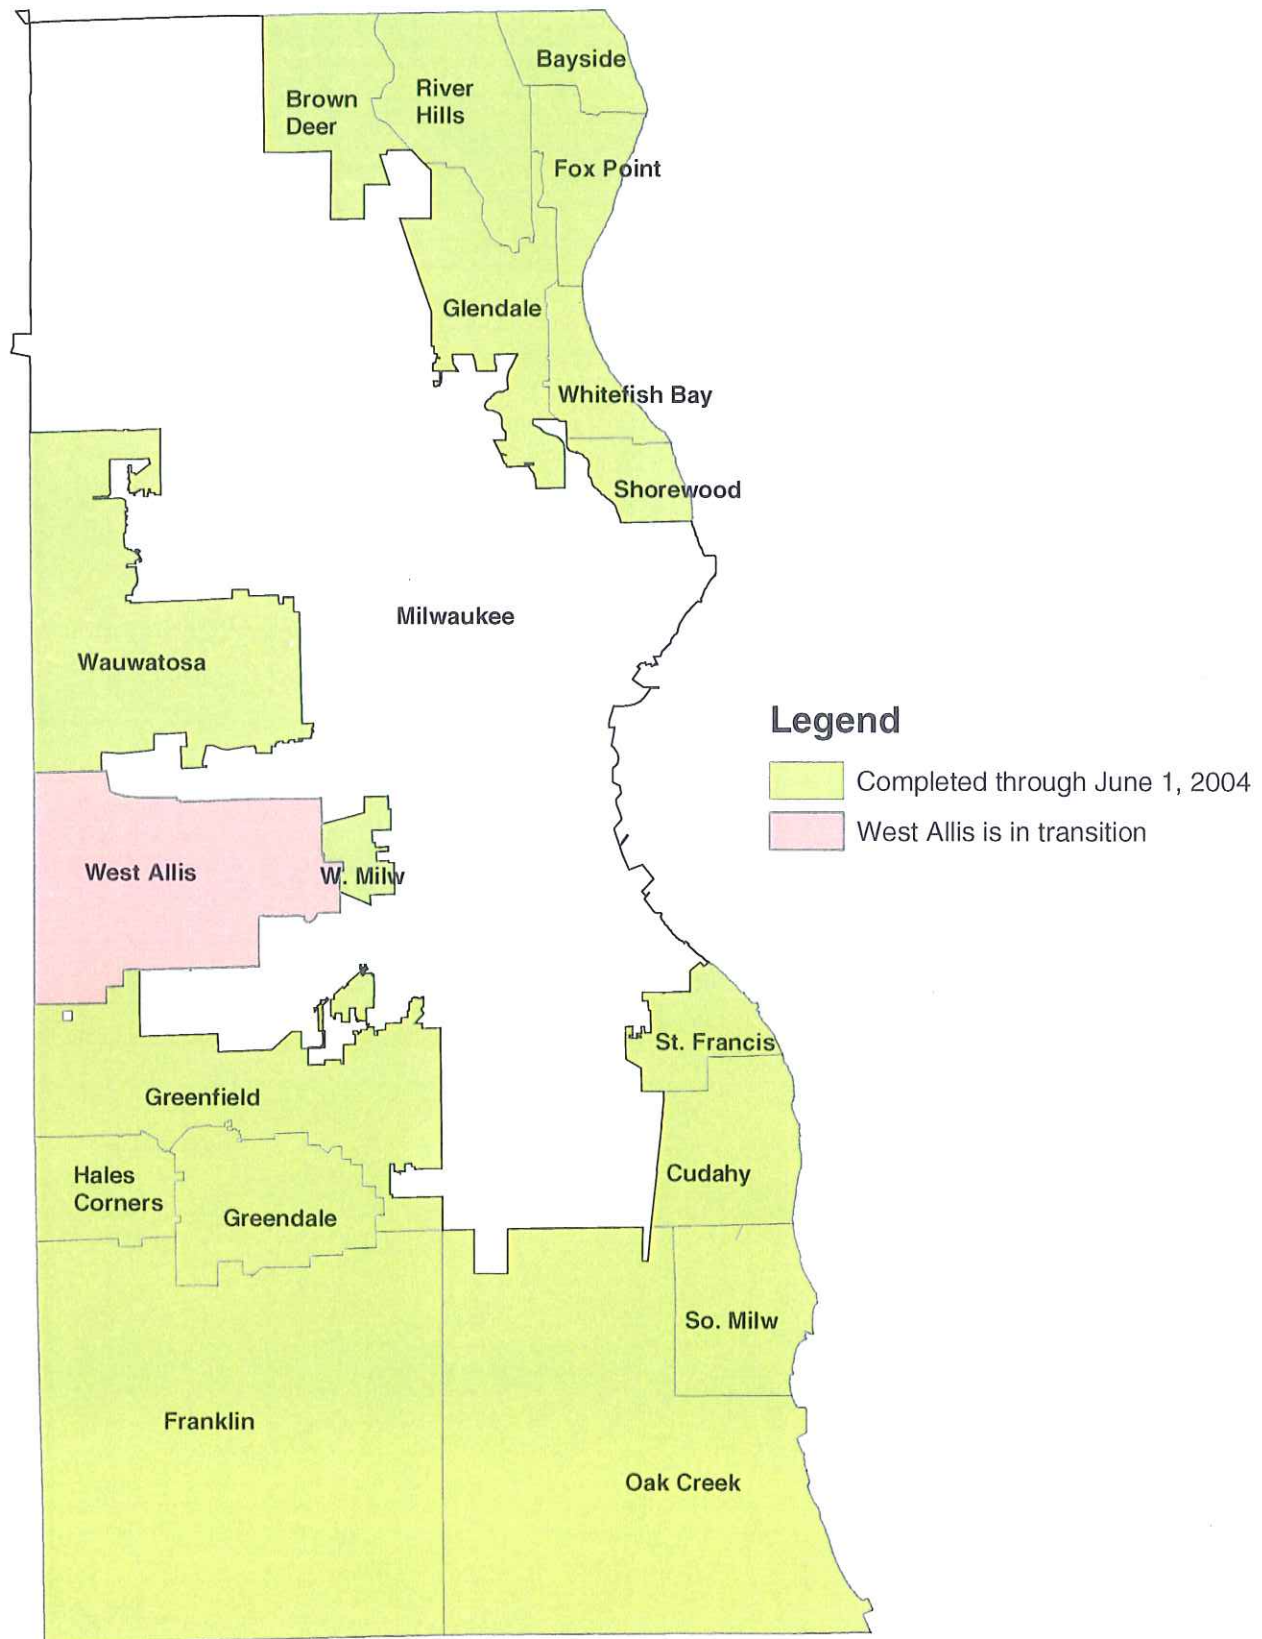 Bayside
River
Hills
Brown
Deer
Fox Point
Glendale
Whitefish Bay
Shorewood
Milwaukee
Wauwatosa
Legend
Completed through June 1, 2004
West Allis is in transition
West Allis
W. Milw
St. Francis
Greenfield
Hales
Corners
Cudahy
Greendale
So. Milw
Franklin
Oak Creek